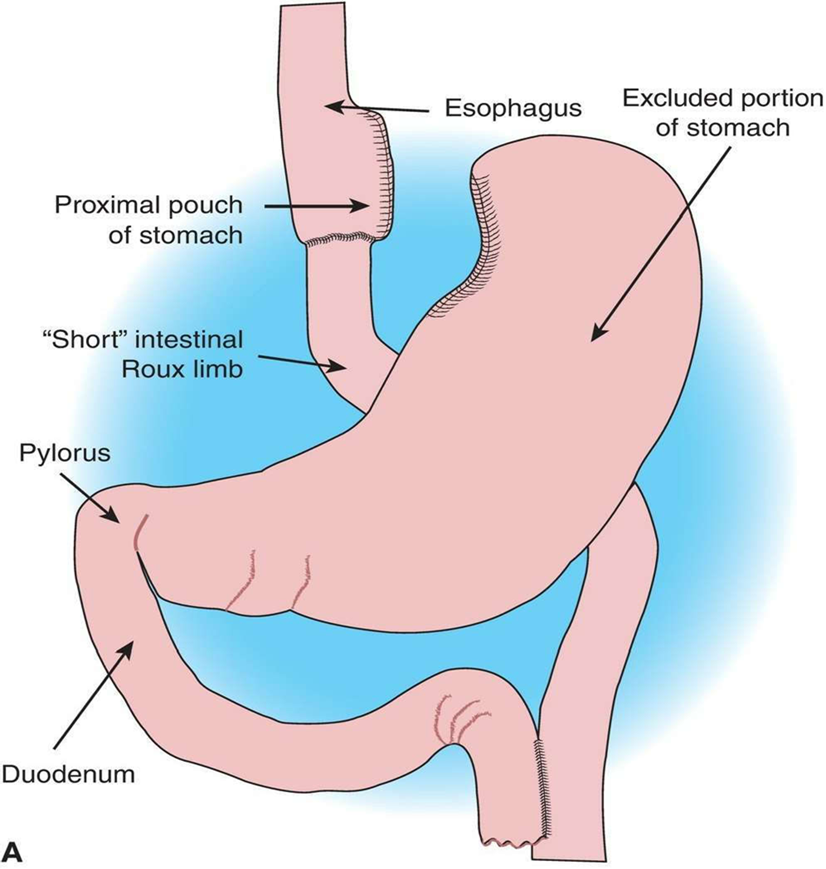 Esophagus
Excluded portion
of stomach
Proximal pouch
of stomach
“Short” intestinal
Roux limb
Pylorus
Duodenum
A